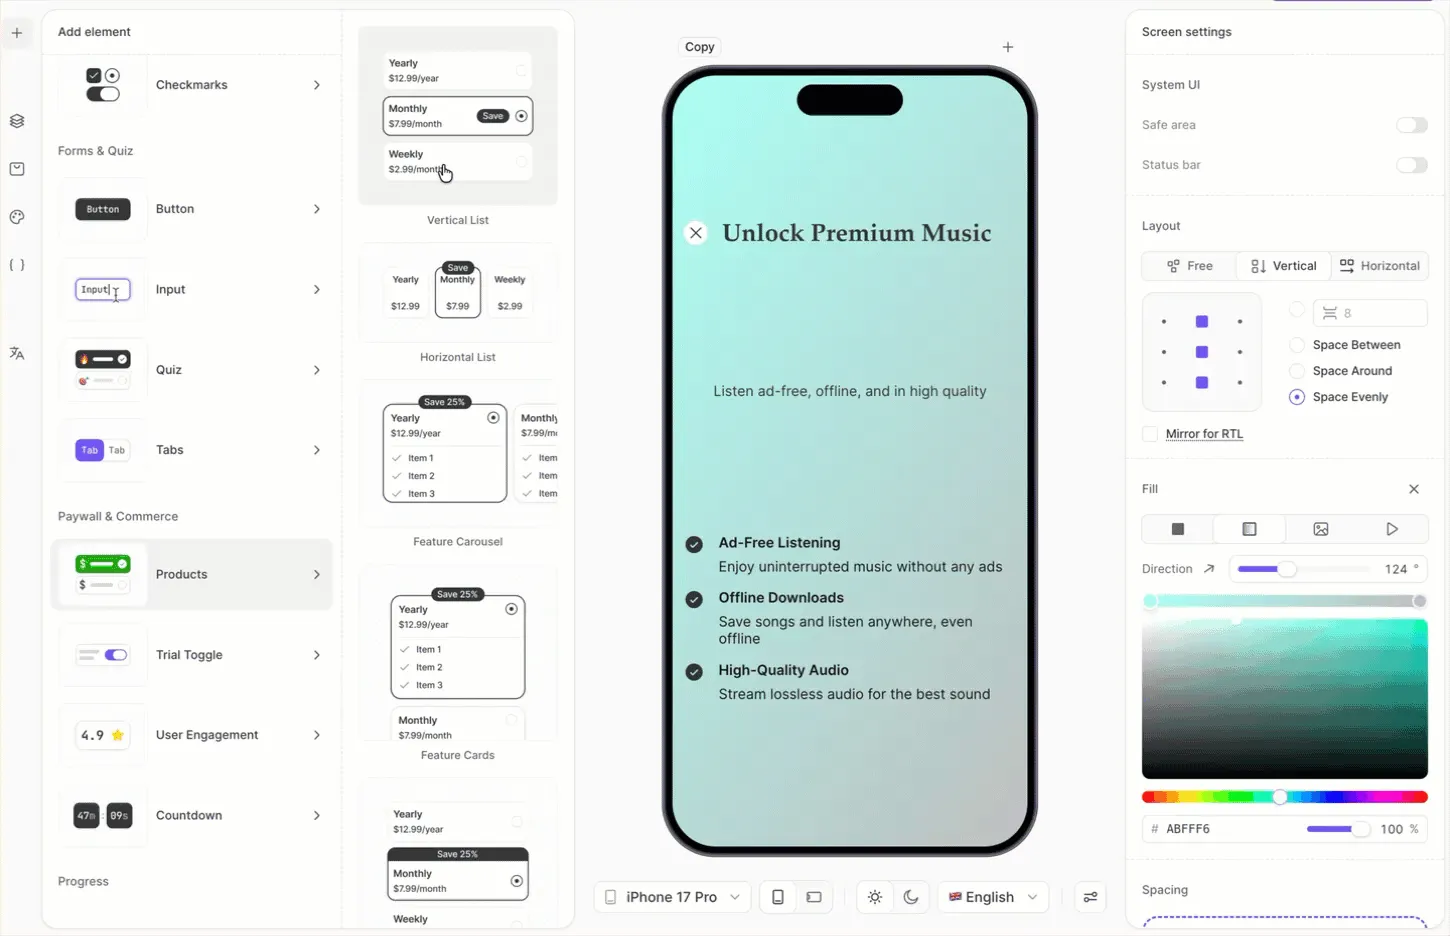 Add element
Checkmarks
Forms & Quiz
Button
Button
Input
Input
Quiz
Tab Tab
Tabs
Paywall & Commerce
$
$
Products
Trial Toggle
4.9
User Engagement
47m : 09s
Countdown
Progress
Yearly
$12.99/year
Monthly
$7.99/month
Save
Weekly
$2.99/month
Vertical List
Save
Yearly Monthly Weekly
$12.99 $7.99 $2.99
Horizontal List
Save 25%
Yearly
$12.99/year
Item 1
Item 2
Item 3
Monthly
$7.99/m
Item
Item
Item
Feature Carousel
Save 25%
Yearly
$12.99/year
Item 1
Item 2
Item 3
Monthly
$7.99/month
Feature Cards
Yearly
$12.99/year
Save 25%
Monthly
$7.99/month
Weekly
Copy
Unlock Premium Music
Listen ad-free, offline, and in high quality
Ad-Free Listening
Enjoy uninterrupted music without any ads
Offline Downloads
Save songs and listen anywhere, even
offline
High-Quality Audio
Stream lossless audio for the best sound
iPhone 17 Pro
English
Screen settings
System UI
Safe area
Status bar
Layout
Free Vertical Horizontal
8
Space Between
Space Around
Space Evenly
Mirror for RTL
Fill
Direction 124 °
# ABFFF6 100 %
Spacing